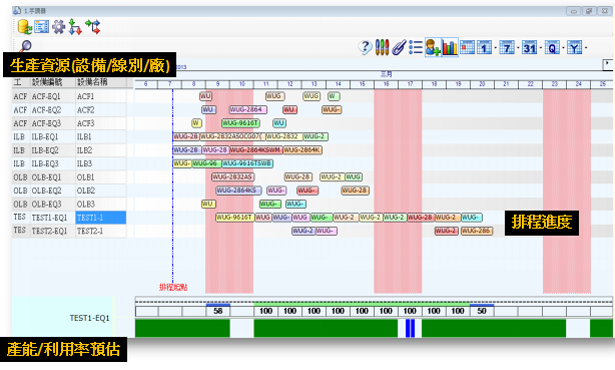 1.手調器
1 7 31 Q Y
生產資源(設備/線別/廠)
2013
三月
工 設備編號 設備名稱
6 7 8 9 10 11 12 13 14 15 16 17 18 19 20 21 22 23 24 25
ACF ACF-EQ1 ACF1 WU WUG WUG W
ACF ACF-EQ2 ACF2 WU WUG-2864 WU WUG-
ACF ACF-EQ3 ACF3 W WUG-9616T WU
ILB ILB-EQ1 ILB1 WUG-28 WUG-2832ASOCG07( WUG-2832 WUG-2
ILB ILB-EQ2 ILB2 WUG-28 WUG-28 WUG-2864KSWM WUG-2864K
ILB ILB-EQ3 ILB3 WUG- WUG-96 WUG-9616TSWB
OLB OLB-EQ1 OLB1 WUG-2832AS WUG-28 WUG-2 WUG
OLB OLB-EQ2 OLB2 WUG-2864KS WUG- WUG- WUG-28
OLB OLB-EQ3 OLB3 WU WUG- WUG-
TES TEST1-EQ1 TEST1-1 WUG-9616T WUG WUG- WUG WUG- WUG-2 WUG-2 WUG-2 WUG-28 WUG-2 WUG-
TES TEST2-EQ1 TEST2-1 WUG-2 WUG- WUG-2 WUG-286
排程進度
排程起點
TEST1-EQ1
58 100 100 100 100 100 100 100 100 100 50
產能/利用率預估